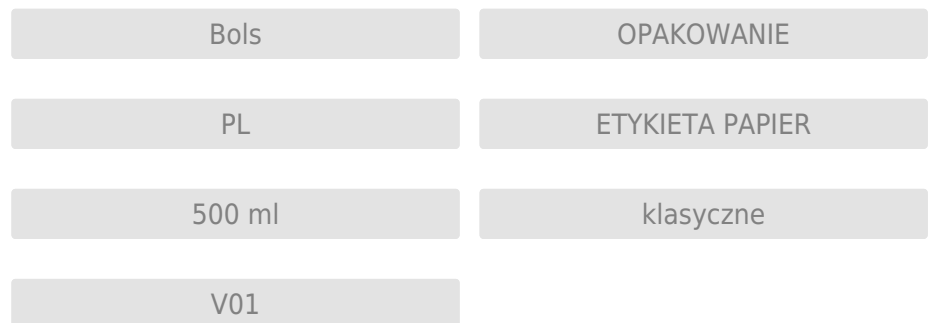 Bols
OPAKOWANIE
PL
ETYKIETA PAPIER
500 ml
klasyczne
V01